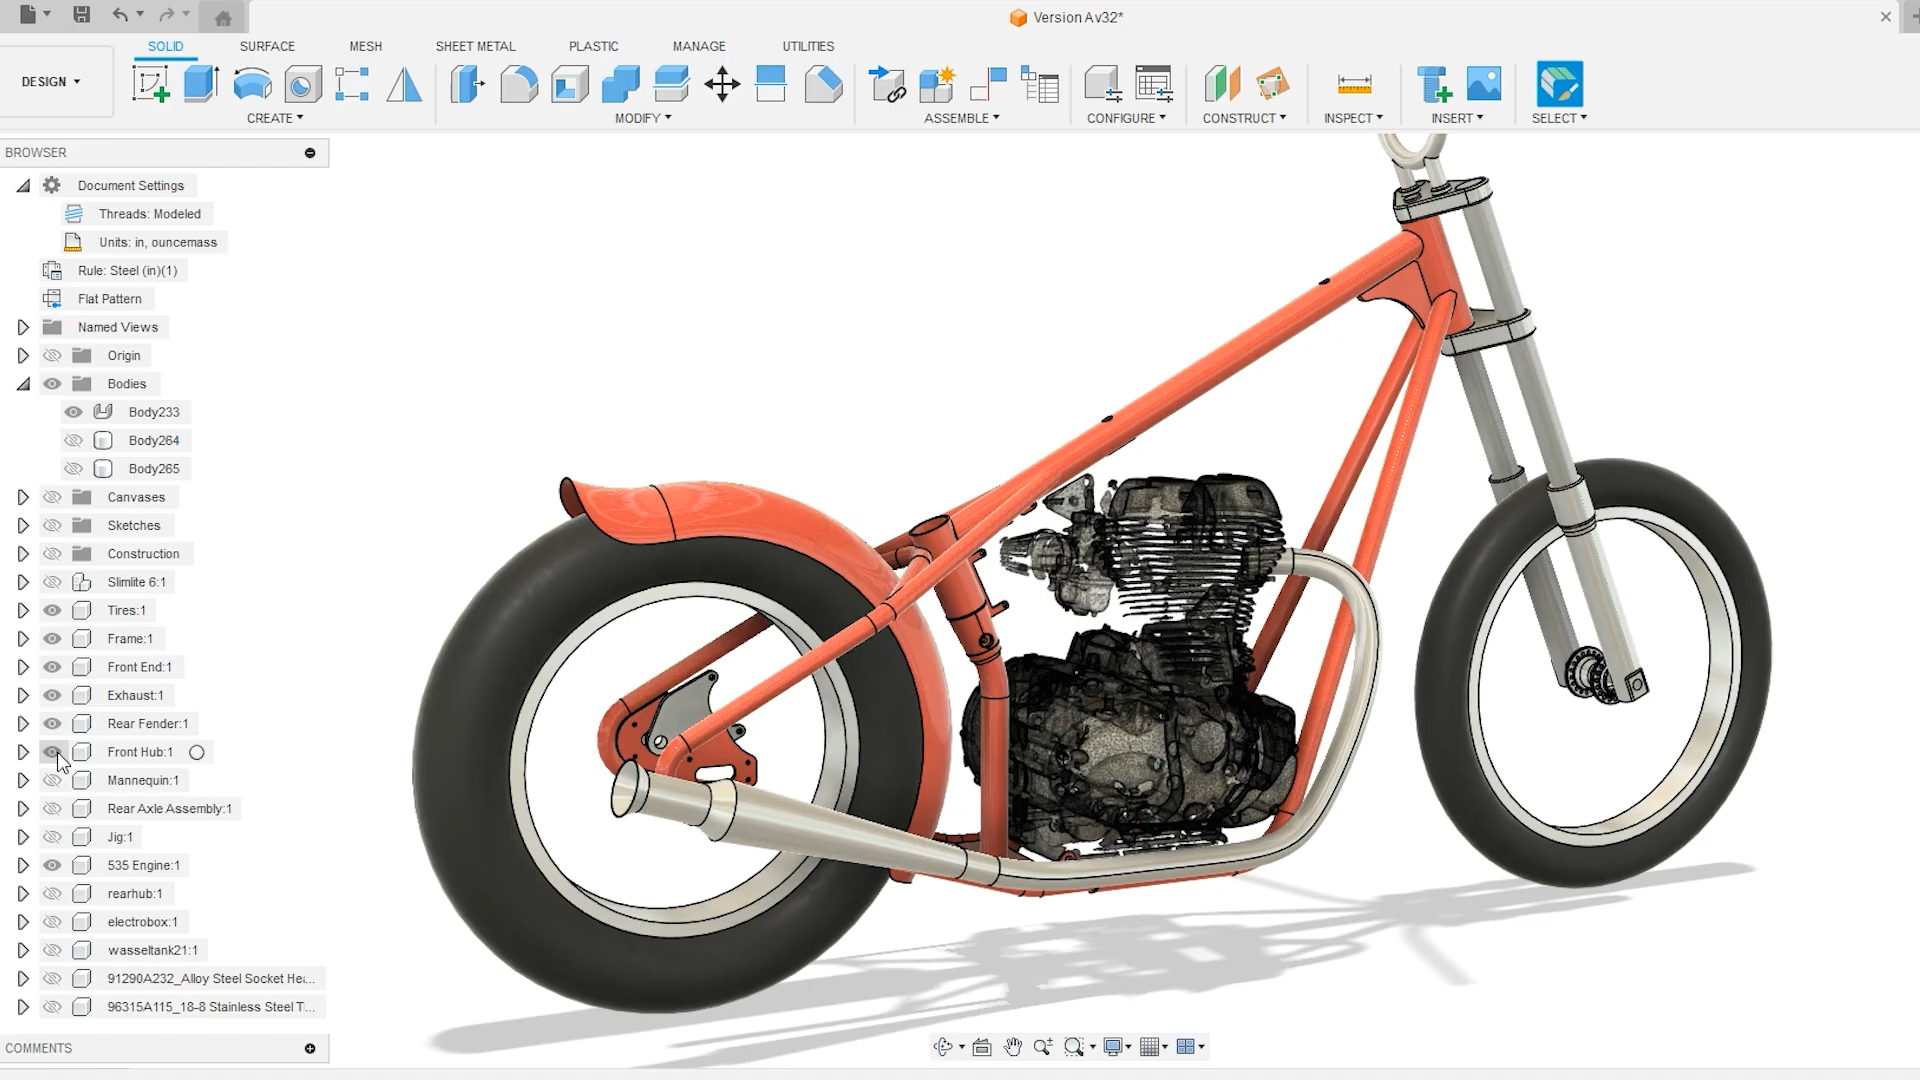 Version Av32*
SOLID SURFACE MESH SHEET METAL PLASTIC MANAGE UTILITIES
DESIGN
CREATE MODIFY ASSEMBLE CONFIGURE CONSTRUCT INSPECT INSERT SELECT
BROWSER
Document Settings
Threads: Modeled
Units: in, ouncemass
Rule: Steel (in)(1)
Flat Pattern
Named Views
Origin
Bodies
Body233
Body264
Body265
Canvases
Sketches
Construction
Slimlite 6:1
Tires:1
Frame:1
Front End:1
Exhaust:1
Rear Fender:1
Front Hub:1
Mannequin:1
Rear Axle Assembly:1
Jig:1
535 Engine:1
rearhub:1
electrobox:1
wasseltank21:1
91290A232_Alloy Steel Socket Hea...
96315A115_18-8 Stainless Steel T...
COMMENTS